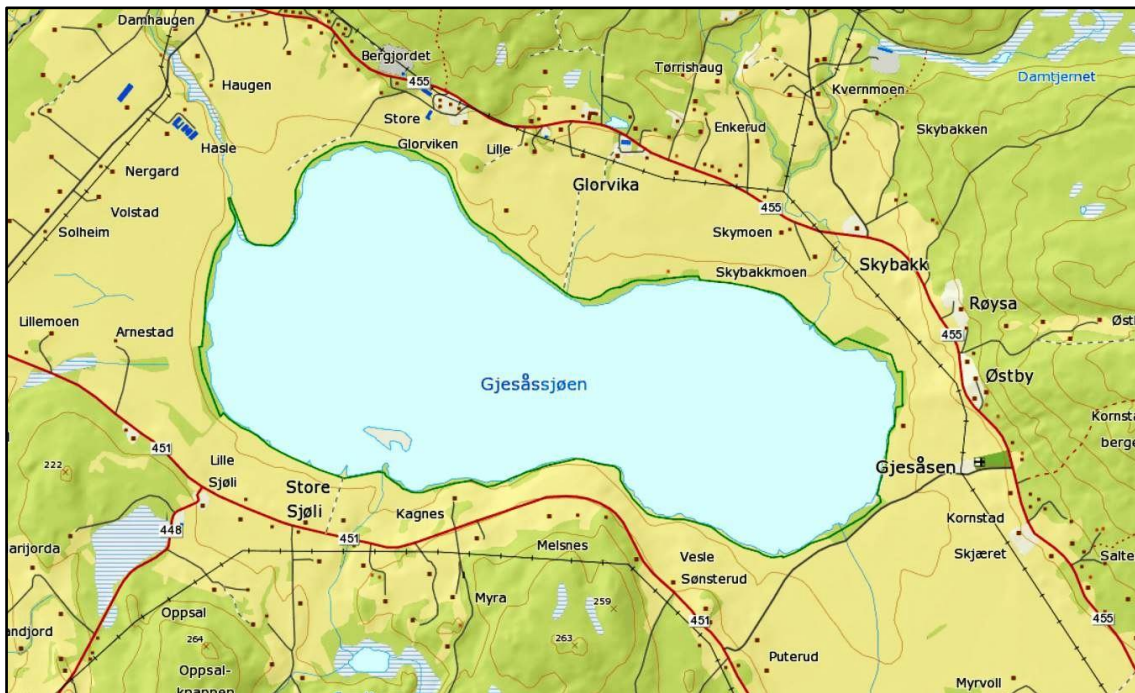 Damhaugen
Bergjordet
Haugen
455
Tørrishaug
Damtjernet
Kvernmoen
Store
Enkerud
Skybakken
Hasle
Glorviken
Lille
Nergard
Glorvika
Volstad
455
Solheim
Skymoen
Skybakk
Skybakkmoen
Røysa
Lillemoen
Arnestad
455
Gjesåssjøen
Østby
451
Gjesåsen
222
Lille
Sjøli
Store
Sjøli
Kagnes
Kornstad
448
451
Melsnes
Skjæret
Vesle
Sønsterud
Oppsal
Myra
259
451
455
264
263
Puterud
Oppsal-
knappen
Myrvoll